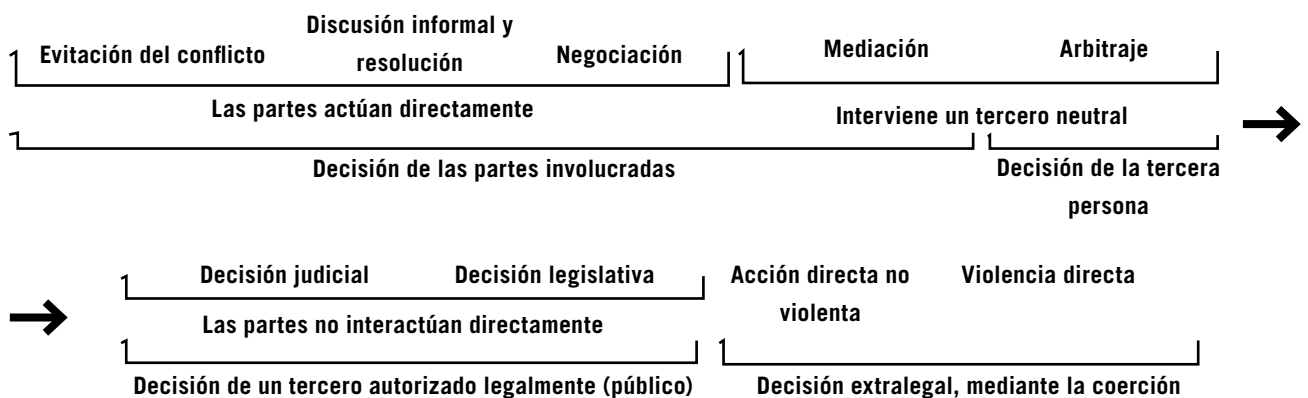 Evitación del conflicto
Discusión informal y
resolución
Negociación
Mediación
Arbitraje
Las partes actúan directamente
Interviene un tercero neutral
Decisión de las partes involucradas
Decisión de la tercera
persona
Decisión judicial
Decisión legislativa
Acción directa no
violenta
Violencia directa
Las partes no interactúan directamente
Decisión de un tercero autorizado legalmente (público)
Decisión extralegal, mediante la coerción